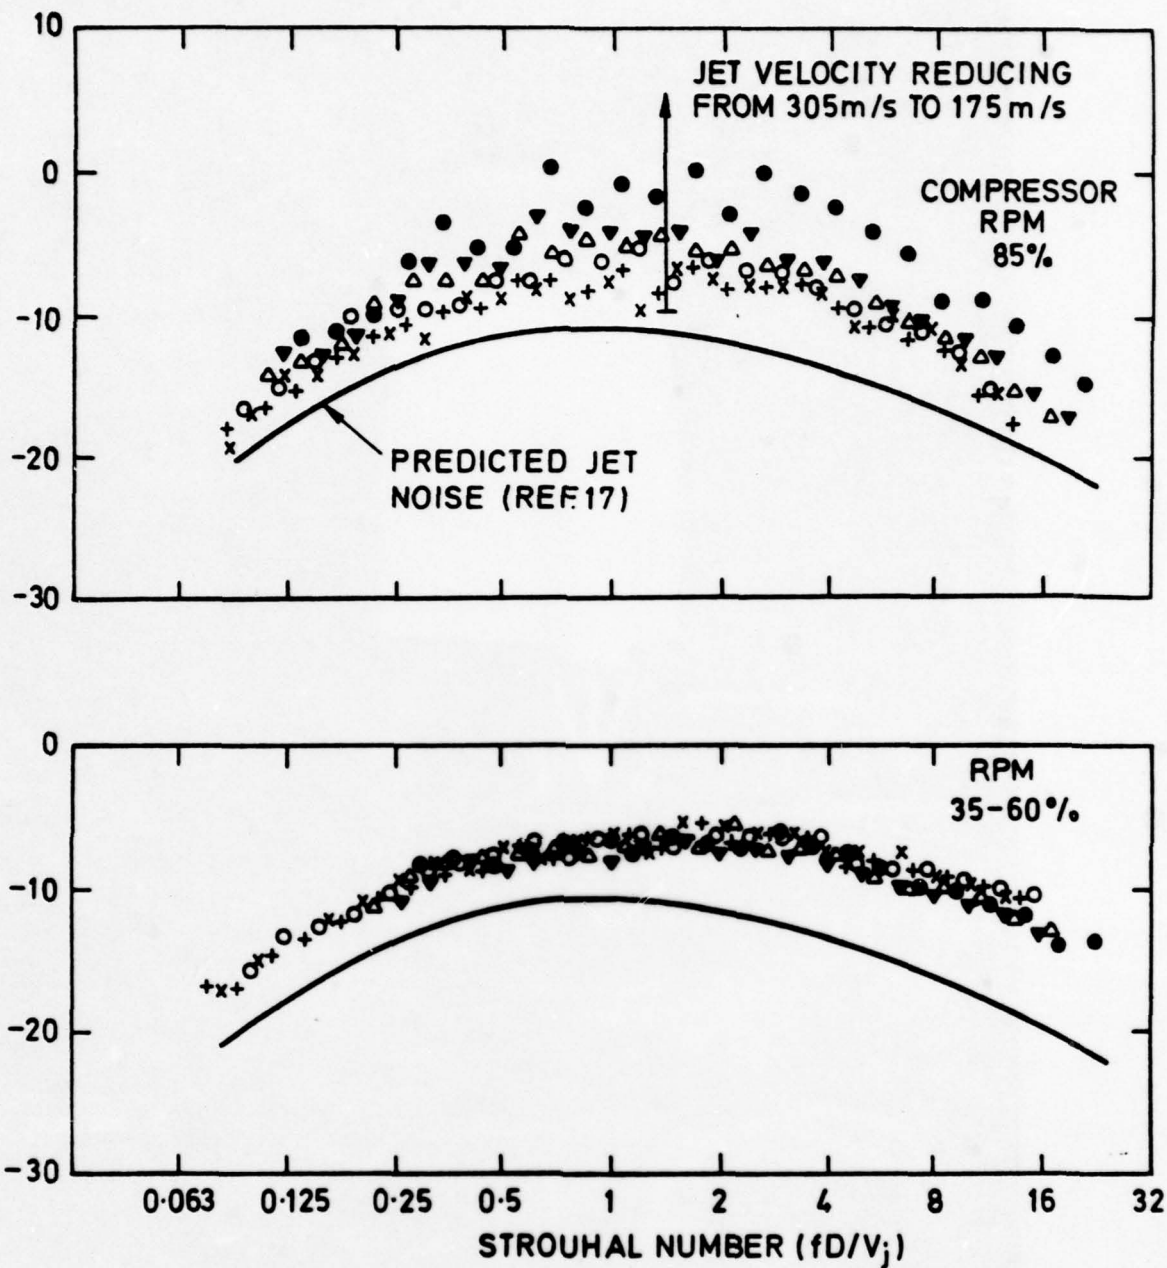 10
0
-10
-20
-30
JET VELOCITY REDUCING
FROM 305m/s TO 175m/s
COMPRESSOR
RPM
85%
PREDICTED JET
NOISE (REF.17)
0
-10
-20
-30
RPM
35-60%
0·063 0·125 0·25 0·5 1 2 4 8 16 32
STROUHAL NUMBER (fD/Vj)